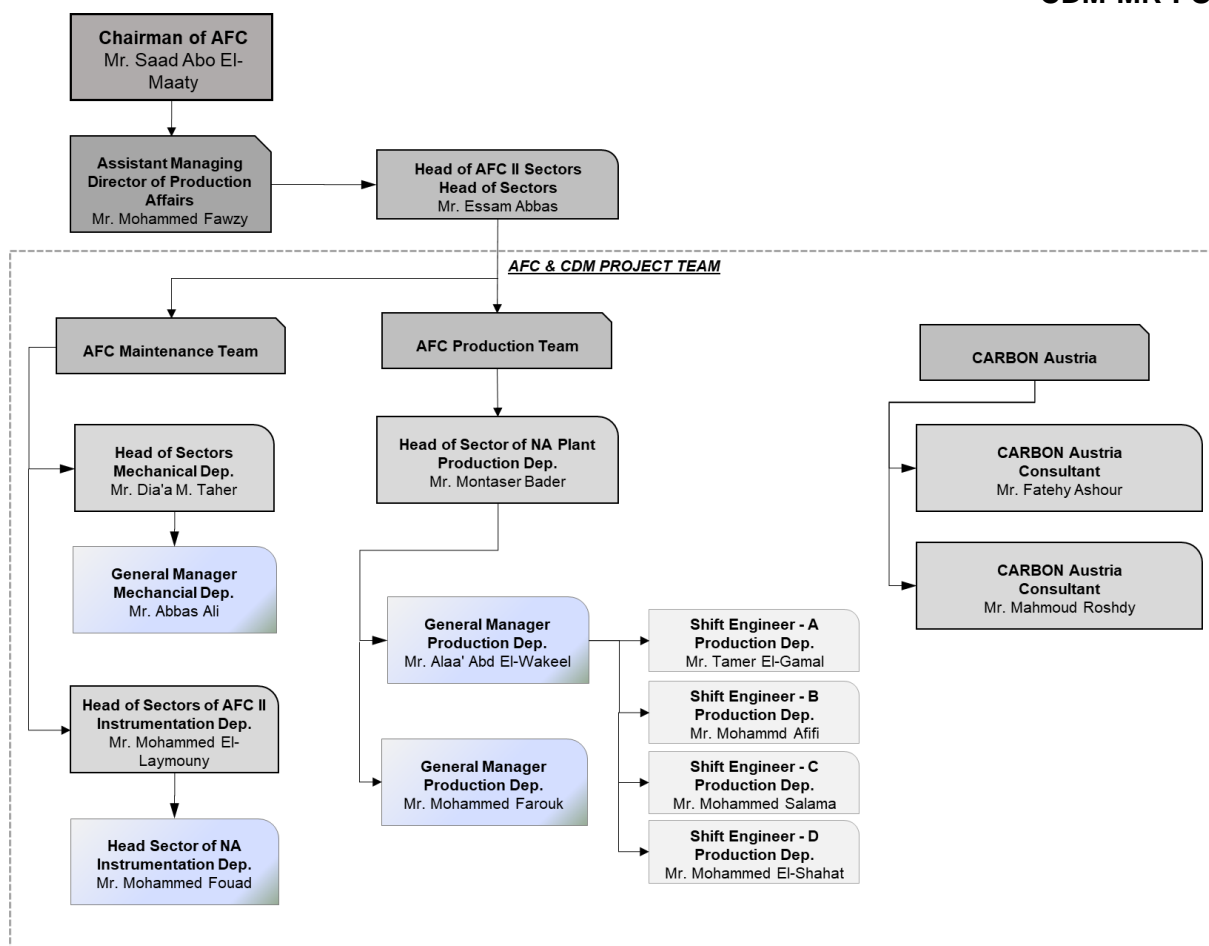 Chairman of AFC
Mr. Saad Abo El-
Maaty
Assistant Managing
Director of Production
Affairs
Mr. Mohammed Fawzy
Head of AFC II Sectors
Head of Sectors
Mr. Essam Abbas
AFC & CDM PROJECT TEAM
AFC Maintenance Team
AFC Production Team
CARBON Austria
Head of Sectors
Mechanical Dep.
Mr. Dia'a M. Taher
General Manager
Mechancial Dep.
Mr. Abbas Ali
Head of Sectors of AFC II
Instrumentation Dep.
Mr. Mohammed El-
Laymouny
Head Sector of NA
Instrumentation Dep.
Mr. Mohammed Fouad
Head of Sector of NA Plant
Production Dep.
Mr. Montaser Bader
General Manager
Production Dep.
Mr. Alaa' Abd El-Wakeel
General Manager
Production Dep.
Mr. Mohammed Farouk
Shift Engineer - A
Production Dep.
Mr. Tamer El-Gamal
Shift Engineer - B
Production Dep.
Mr. Mohammd Afifi
Shift Engineer - C
Production Dep.
Mr. Mohammed Salama
Shift Engineer - D
Production Dep.
Mr. Mohammed El-Shahat
CARBON Austria
Consultant
Mr. Fatehy Ashour
CARBON Austria
Consultant
Mr. Mahmoud Roshdy